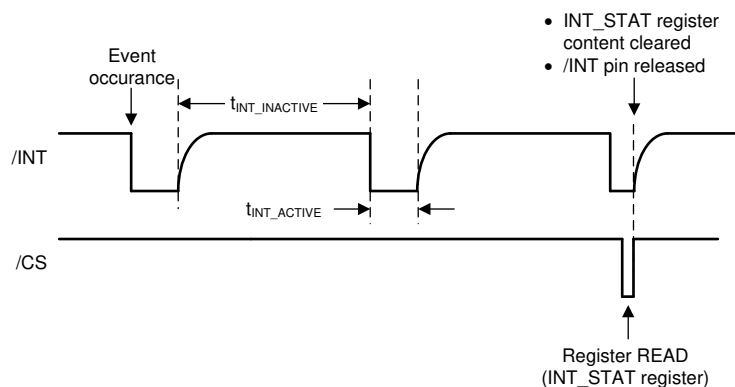 • INT_STAT register
content cleared
• /INT pin released
Event
occurance
tINT_INACTIVE
/INT
tINT_ACTIVE
/CS
Register READ
(INT_STAT register)